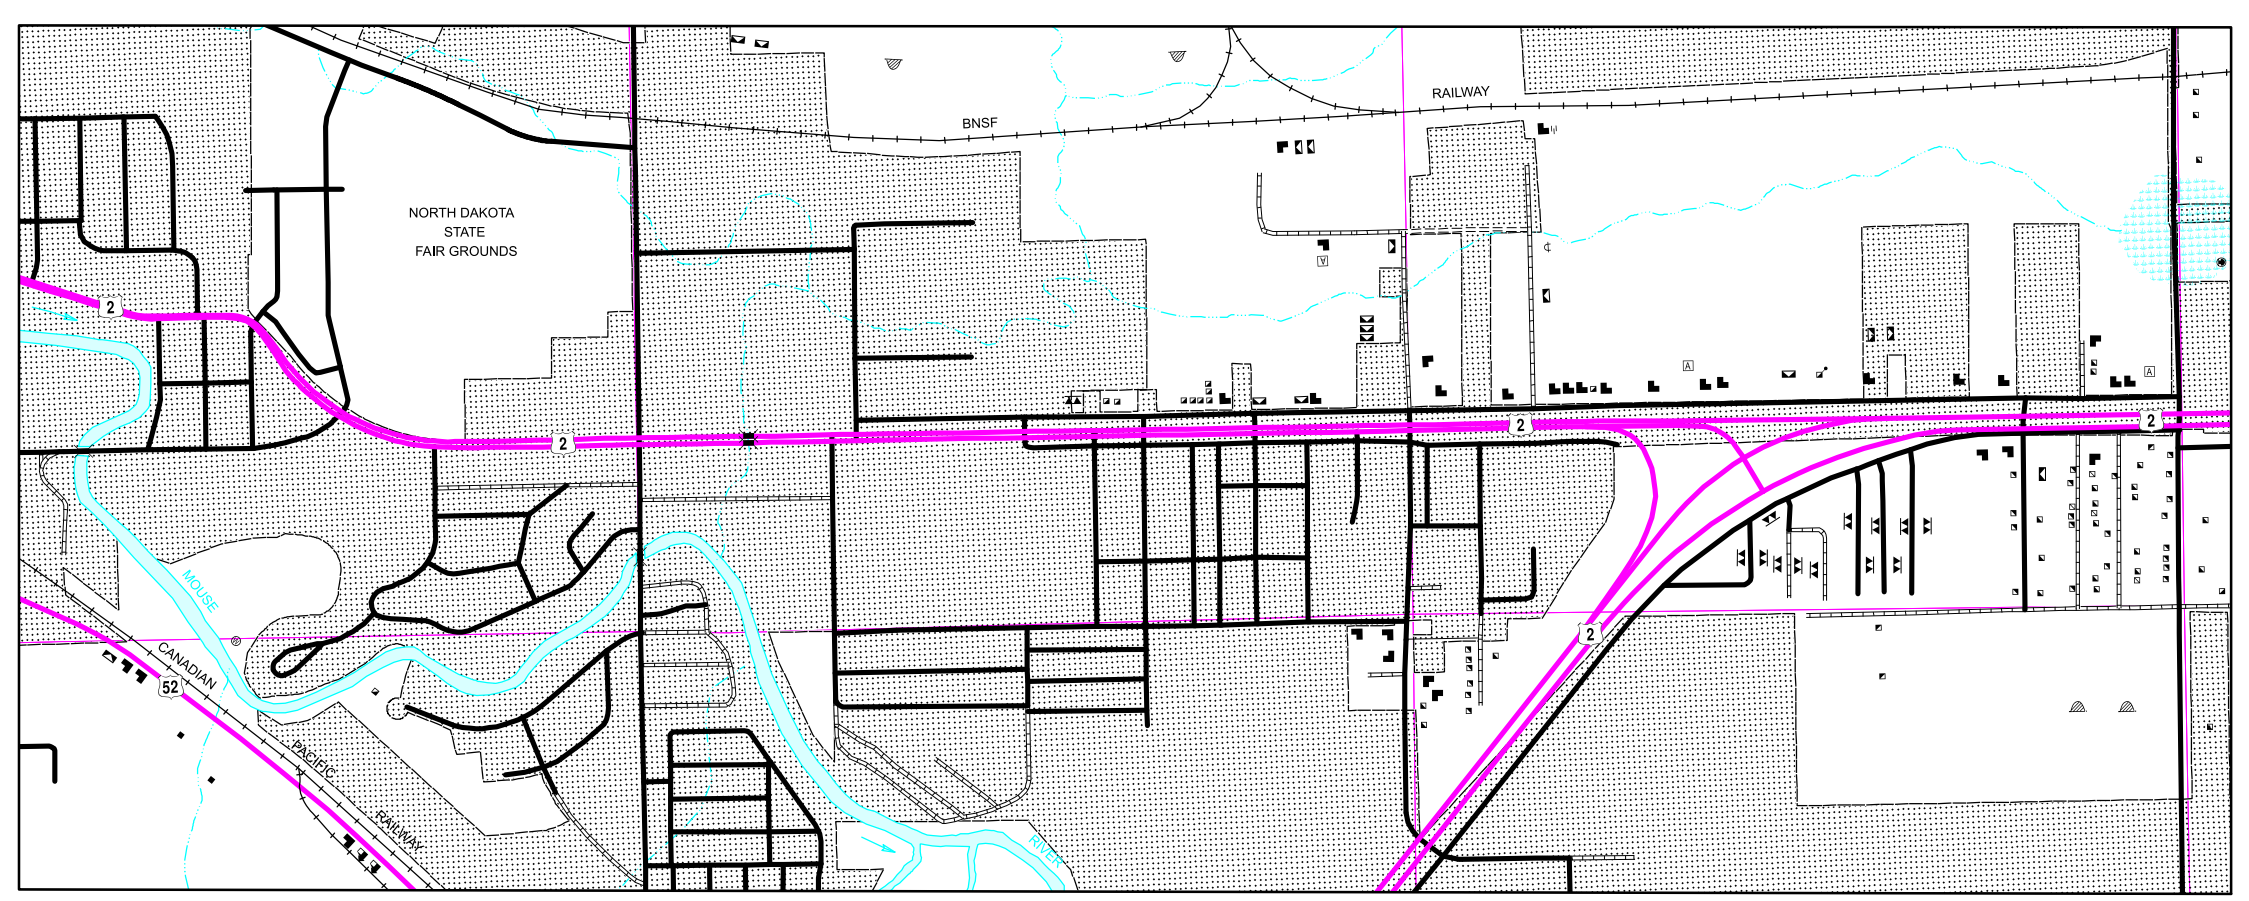 RAILWAY
BNSF
NORTH DAKOTA
STATE
FAIR GROUNDS
A
2
A
A
2
2
2
MOUSE
2
CANADIAN
52
PACIFIC
RAILWAY
RIVER